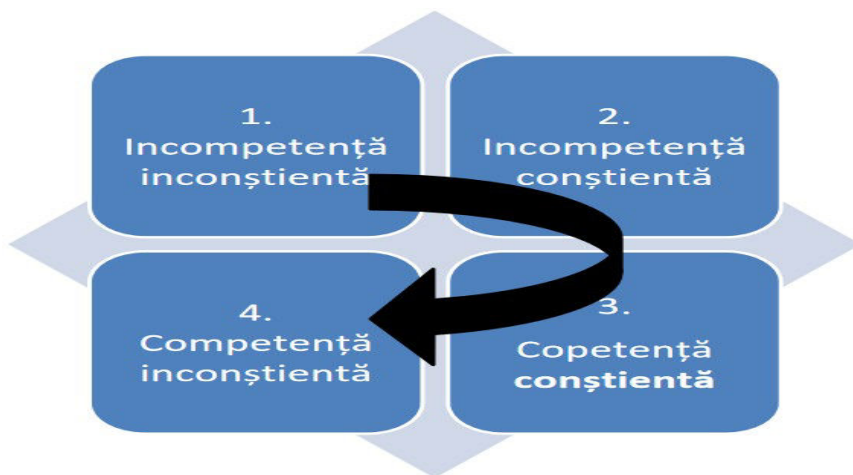 1.
Incompetență
inconștientă
2.
Incompetență
conștientă
4.
Competență
inconștientă
3.
Copetență
conștientă